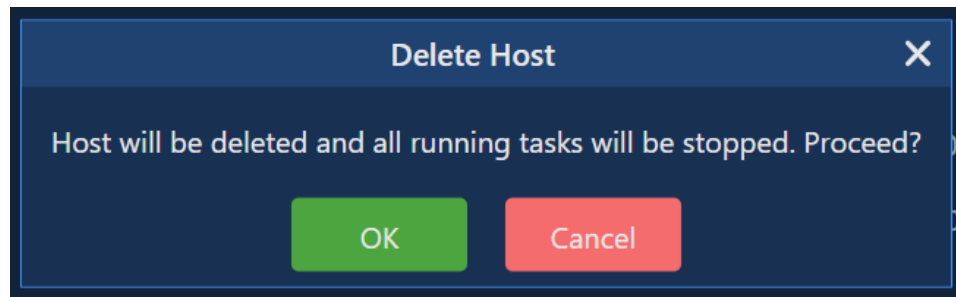 Delete Host
Host will be deleted and all running tasks will be stopped. Proceed?
OK
Cancel